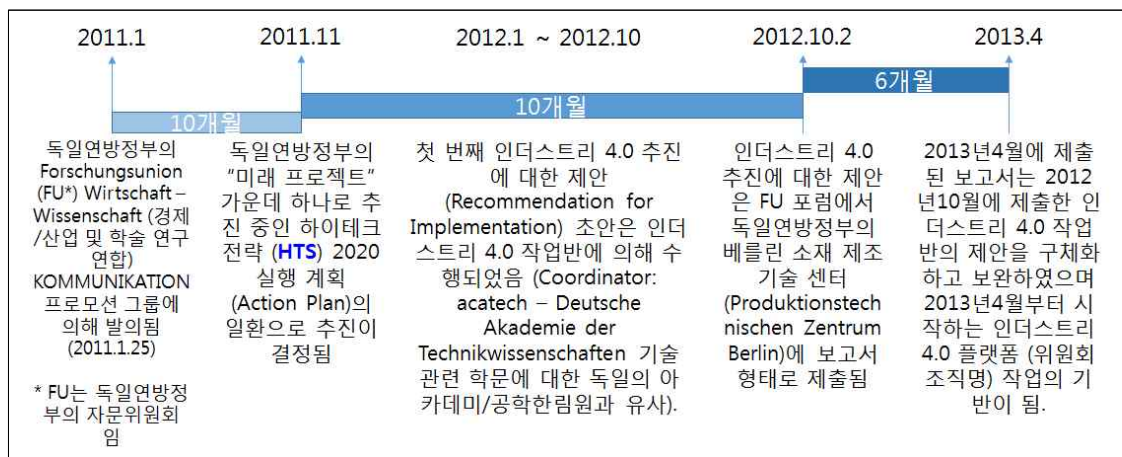 2011.1
2011.11
2012.1 ~ 2012.10
2012.10.2
2013.4
10개월
10개월
6개월
독일연방정부의
Forschungsunion
(FU*) Wirtschaft –
Wissenschaft (경제
/산업 및 학술 연구
연합)
KOMMUNIKATION
프로모션 그룹에
의해 발의됨
(2011.1.25)
* FU는 독일연방정
부의 자문위원회
임
독일연방정부의
“미래 프로젝트”
가운데 하나로 추
진 중인 하이테크
전략 (HTS) 2020
실행 계획
(Action Plan)의
일환으로 추진이
결정됨
첫 번째 인더스트리 4.0 추진
에 대한 제안
(Recommendation for
Implementation) 초안은 인더
스트리 4.0 작업반에 의해 수
행되었음 (Coordinator:
acatech – Deutsche
Akademie der
Technikwissenschaften 기술
관련 학문에 대한 독일의 아
카데미/공학한림원과 유사).
인더스트리 4.0
추진에 대한 제안
은 FU 포럼에서
독일연방정부의
베를린 소재 제조
기술 센터
(Produktionstech
nischen Zentrum
Berlin)에 보고서
형태로 제출됨
2013년4월에 제출
된 보고서는 2012
년10월에 제출한 인
더스트리 4.0 작업
반의 제안을 구체화
하고 보완하였으며
2013년4월부터 시
작하는 인더스트리
4.0 플랫폼 (위원회
조직명) 작업의 기
반이 됨.